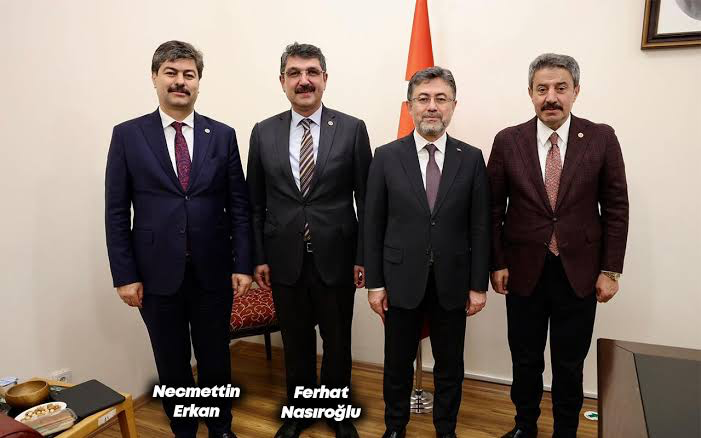 Necmettin
Erkan
Ferhat
Nasıroğlu